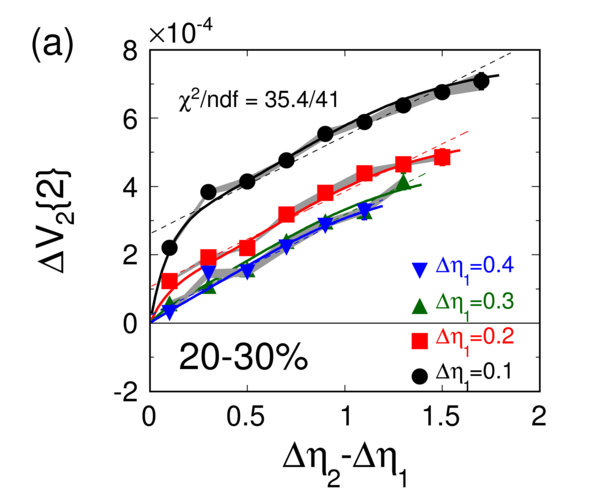 (a)
×10⁻⁴
8
χ²/ndf = 35.4/41
6
ΔV₂{2}
4
2
Δη₁=0.4
Δη₁=0.3
0
Δη₁=0.2
20-30%
Δη₁=0.1
-2
0 0.5 1 1.5 2
Δη₂-Δη₁